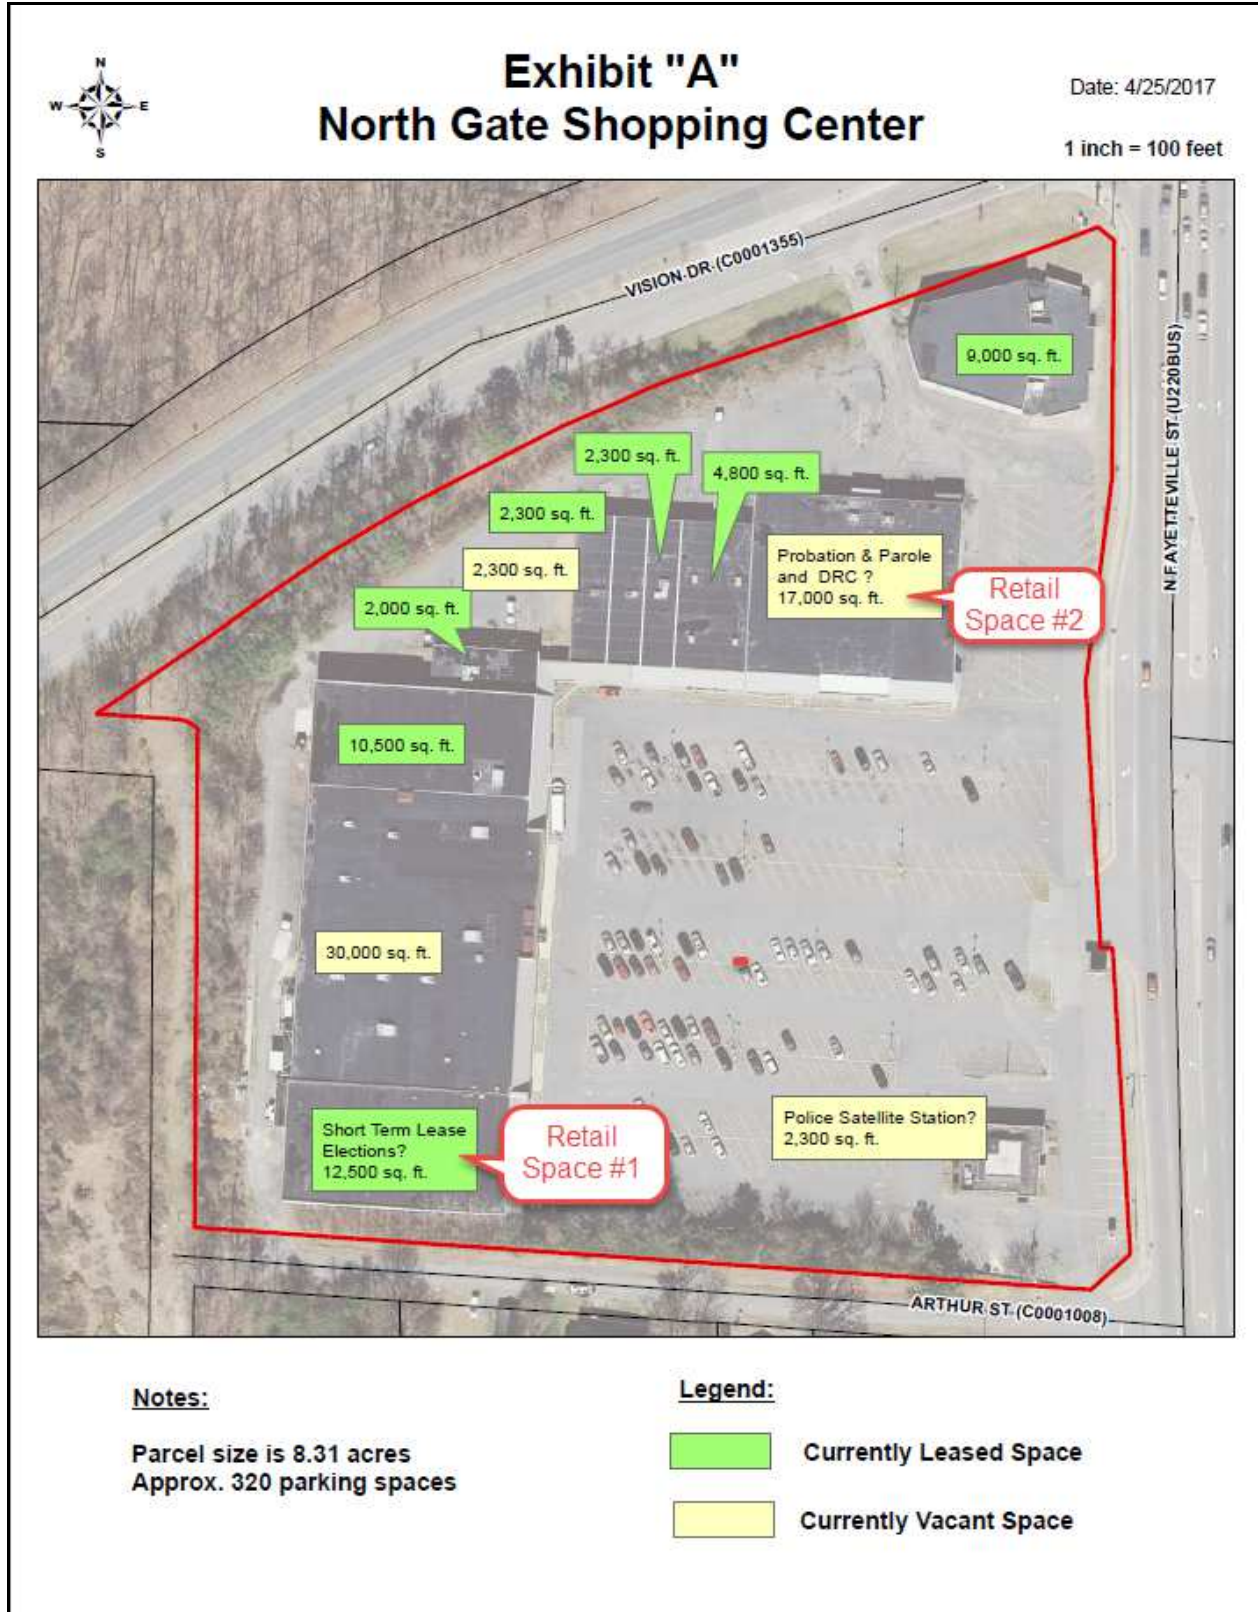 Exhibit "A"
North Gate Shopping Center
Date: 4/25/2017
1 inch = 100 feet
N
W
E
S
VISION DR (C0001355)
N FAYETTEVILLE ST (U220BUS)
9,000 sq. ft.
2,300 sq. ft.
4,800 sq. ft.
2,300 sq. ft.
2,300 sq. ft.
Probation & Parole
and DRC ?
17,000 sq. ft.
Retail
Space #2
2,000 sq. ft.
10,500 sq. ft.
30,000 sq. ft.
Short Term Lease
Elections?
12,500 sq. ft.
Retail
Space #1
Police Satellite Station?
2,300 sq. ft.
ARTHUR ST (C0001008)
Notes:
Parcel size is 8.31 acres
Approx. 320 parking spaces
Legend:
Currently Leased Space
Currently Vacant Space